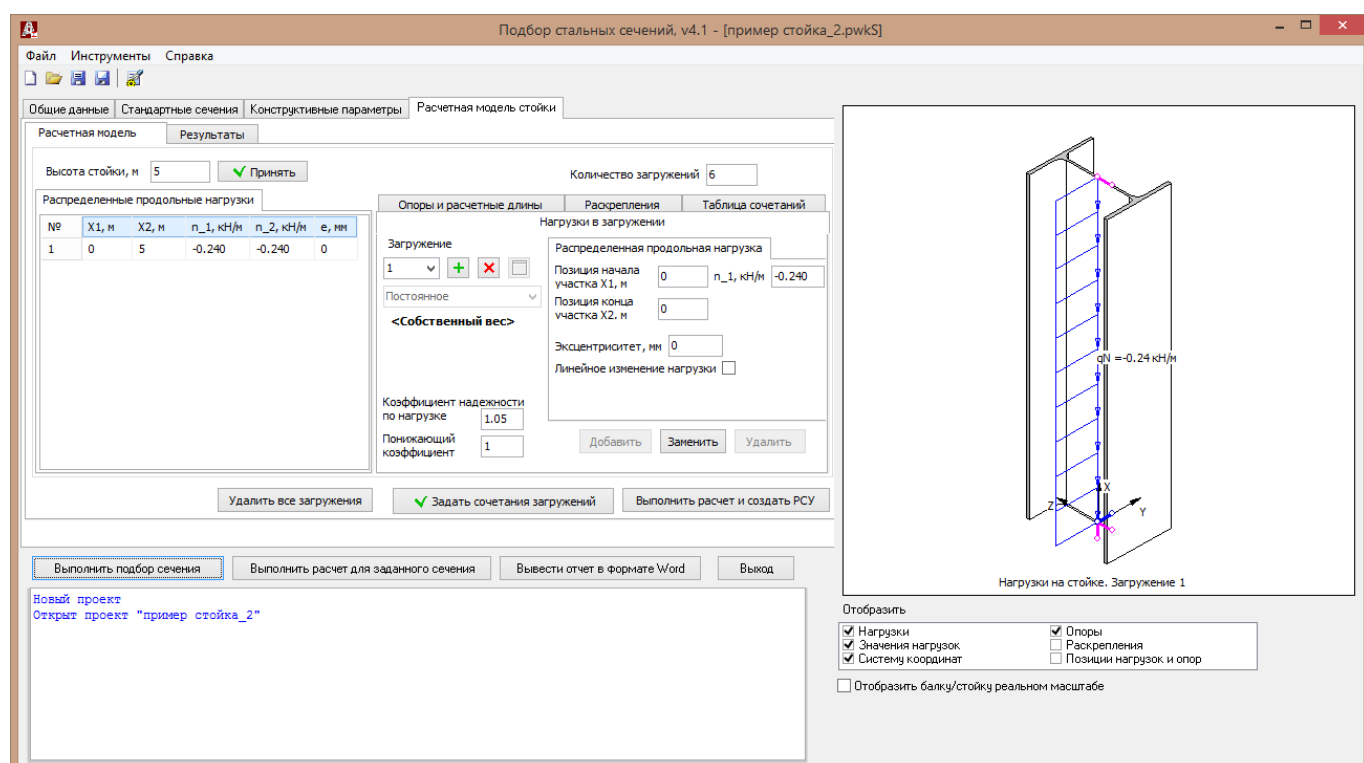 Подбор стальных сечений, v4.1 - [пример стойка_2.pwkS]
Файл Инструменты Справка
Общие данные Стандартные сечения Конструктивные параметры Расчетная модель стойки
Расчетная модель Результаты
Высота стойки, м 5 Принять Количество загружений 6
Распределенные продольные нагрузки
№ X1, м X2, м n_1, кН/м n_2, кН/м e, мм
1 0 5 -0.240 -0.240 0
Опоры и расчетные длины Раскрепления Таблица сочетаний
Нагрузки в загружении
Загружение
1
Постоянное
<Собственный вес>
Коэффициент надежности
по нагрузке 1.05
Понижающий
коэффициент 1
Распределенная продольная нагрузка
Позиция начала
участка X1, м 0 n_1, кН/м -0.240
Позиция конца
участка X2. м 0
Эксцентриситет, мм 0
Линейное изменение нагрузки
Добавить Заменить Удалить
Удалить все загружения Задать сочетания загружений Выполнить расчет и создать РСУ
Выполнить подбор сечения Выполнить расчет для заданного сечения Вывести отчет в формате Word Выход
Новый проект
Открыт проект "пример стойка_2"
qN =-0.24 кН/м
X
Z
Y
Нагрузки на стойке. Загружение 1
Отобразить
Нагрузки Опоры
Значения нагрузок Раскрепления
Систему координат Позиции нагрузок и опор
Отобразить балку/стойку реальном масштабе